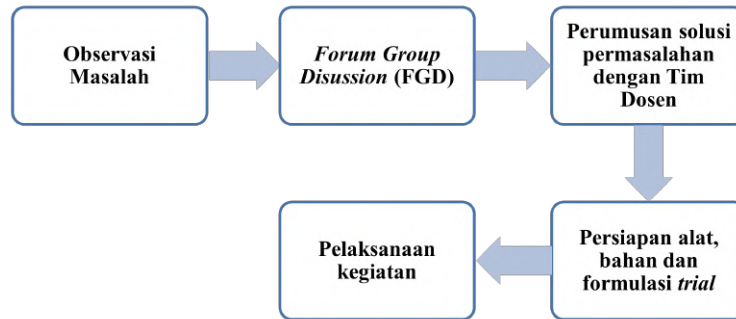 Observasi
Masalah
Forum Group
Disussion (FGD)
Perumusan solusi
permasalahan
dengan Tim
Dosen
Persiapan alat,
bahan dan
formulasi trial
Pelaksanaan
kegiatan